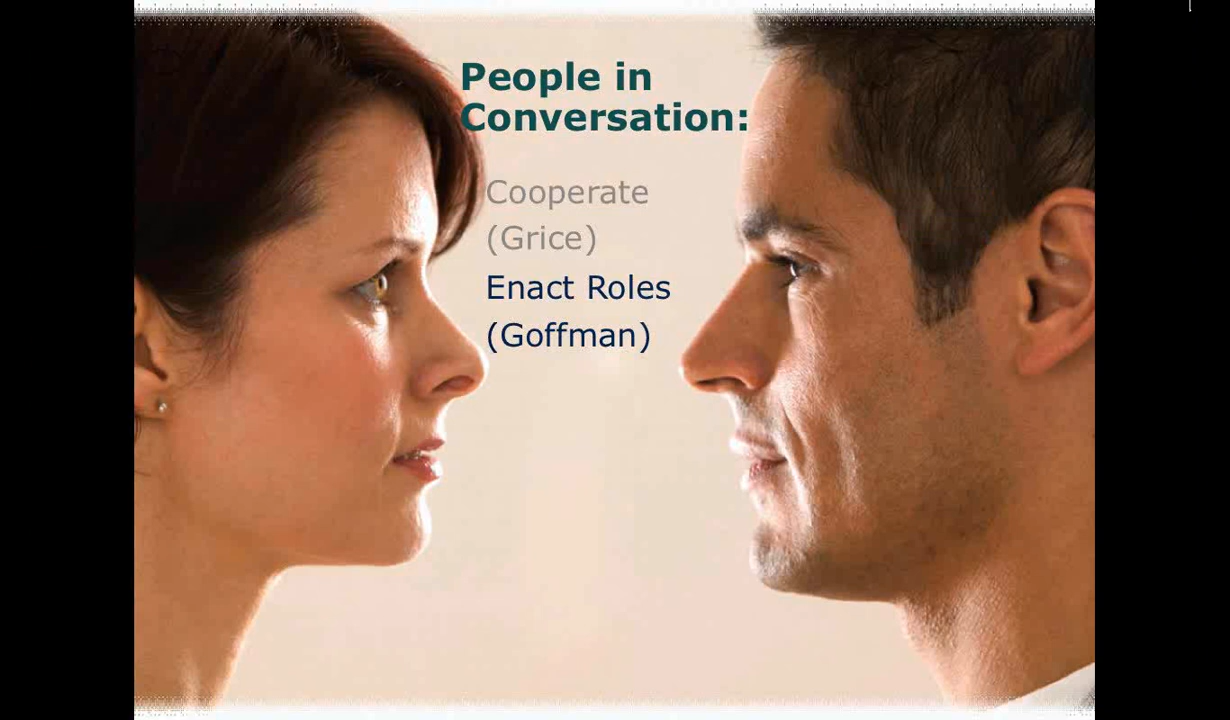 People in
Conversation:
Cooperate
(Grice)
Enact Roles
(Goffman)